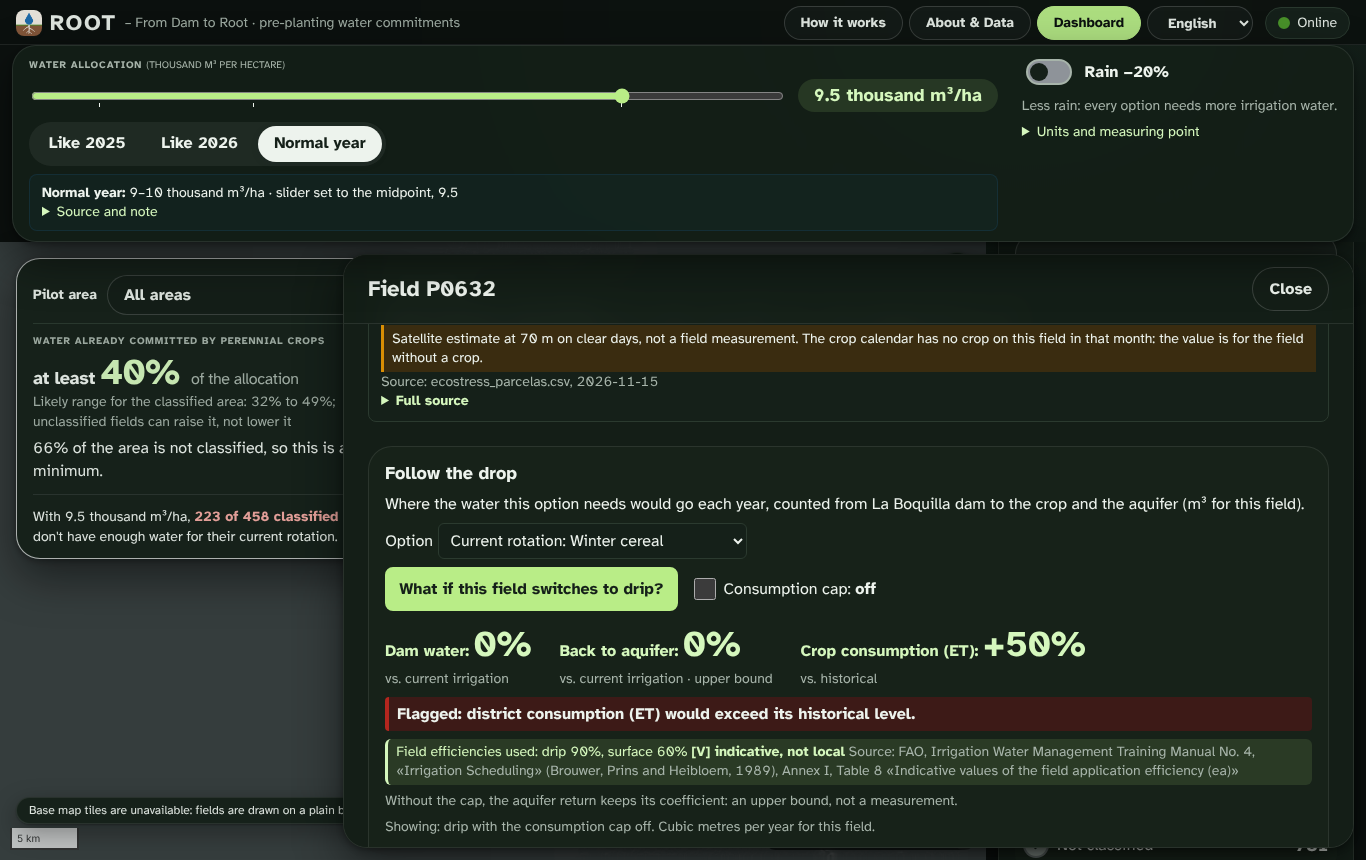 ROOT – From Dam to Root · pre-planting water commitments
How it works
About & Data
Dashboard
English
Online
WATER ALLOCATION (THOUSAND M³ PER HECTARE)
9.5 thousand m³/ha
Like 2025
Like 2026
Normal year
Normal year: 9–10 thousand m³/ha · slider set to the midpoint, 9.5
Source and note
Rain −20%
Less rain: every option needs more irrigation water.
Units and measuring point
Pilot area
All areas
WATER ALREADY COMMITTED BY PERENNIAL CROPS
at least 40% of the allocation
Likely range for the classified area: 32% to 49%;
unclassified fields can raise it, not lower it
66% of the area is not classified, so this is a
minimum.
With 9.5 thousand m³/ha, 223 of 458 classified
don't have enough water for their current rotation.
Base map tiles are unavailable: fields are drawn on a plain
5 km
Field P0632
Close
Satellite estimate at 70 m on clear days, not a field measurement. The crop calendar has no crop on this field in that month: the value is for the field
without a crop.
Source: ecostress_parcelas.csv, 2026-11-15
Full source
Follow the drop
Where the water this option needs would go each year, counted from La Boquilla dam to the crop and the aquifer (m³ for this field).
Option
Current rotation: Winter cereal
What if this field switches to drip?
Consumption cap: off
Dam water: 0%
vs. current irrigation
Back to aquifer: 0%
vs. current irrigation · upper bound
Crop consumption (ET): +50%
vs. historical
Flagged: district consumption (ET) would exceed its historical level.
Field efficiencies used: drip 90%, surface 60% [V] indicative, not local Source: FAO, Irrigation Water Management Training Manual No. 4,
«Irrigation Scheduling» (Brouwer, Prins and Heibloem, 1989), Annex I, Table 8 «Indicative values of the field application efficiency (ea)»
Without the cap, the aquifer return keeps its coefficient: an upper bound, not a measurement.
Showing: drip with the consumption cap off. Cubic metres per year for this field.